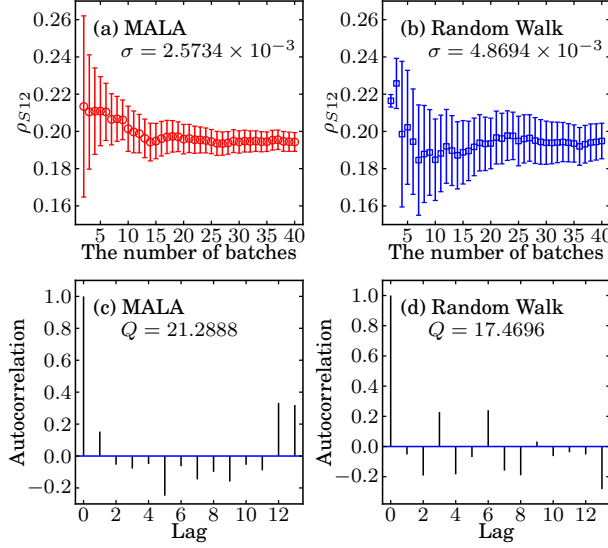 (a) MALA
σ = 2.5734 × 10⁻³
ρS12
0.26
0.24
0.22
0.20
0.18
0.16
5 10 15 20 25 30 35 40
The number of batches
(b) Random Walk
σ = 4.8694 × 10⁻³
ρS12
0.26
0.24
0.22
0.20
0.18
0.16
5 10 15 20 25 30 35 40
The number of batches
(c) MALA
Q = 21.2888
Autocorrelation
1.0
0.8
0.6
0.4
0.2
0.0
−0.2
0 2 4 6 8 10 12
Lag
(d) Random Walk
Q = 17.4696
Autocorrelation
1.0
0.8
0.6
0.4
0.2
0.0
−0.2
0 2 4 6 8 10 12
Lag